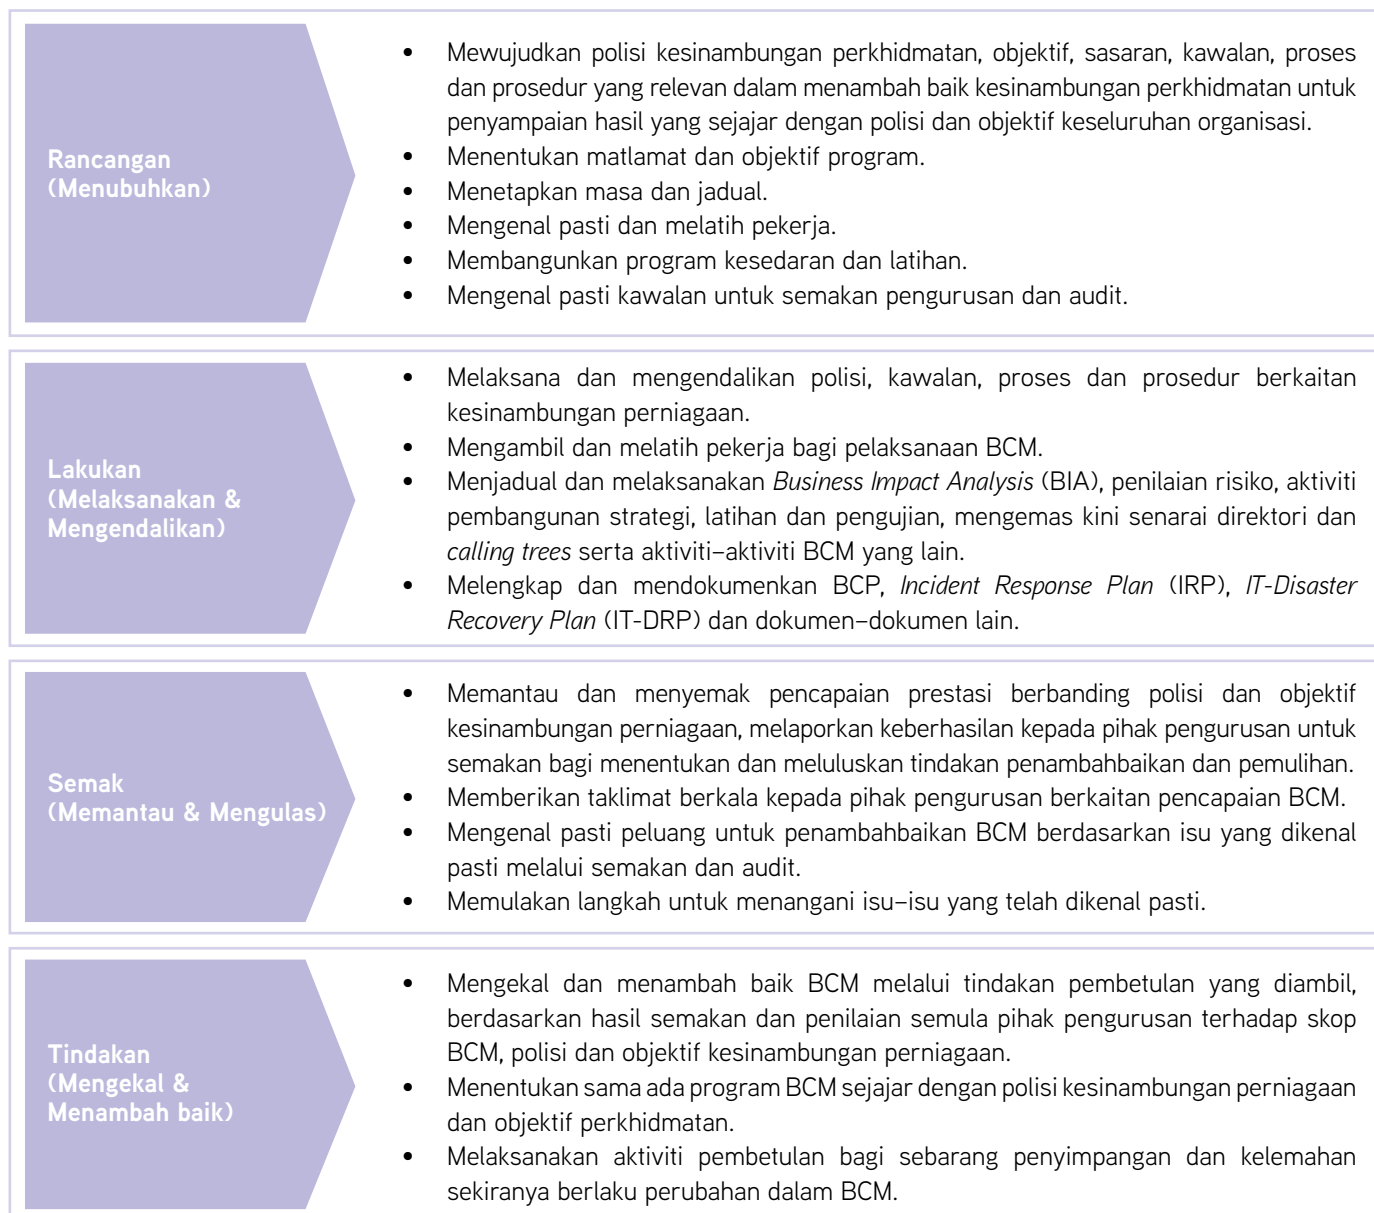 Rancangan
(Menubuhkan)
• Mewujudkan polisi kesinambungan perkhidmatan, objektif, sasaran, kawalan, proses
dan prosedur yang relevan dalam menambah baik kesinambungan perkhidmatan untuk
penyampaian hasil yang sejajar dengan polisi dan objektif keseluruhan organisasi.
• Menentukan matlamat dan objektif program.
• Menetapkan masa dan jadual.
• Mengenal pasti dan melatih pekerja.
• Membangunkan program kesedaran dan latihan.
• Mengenal pasti kawalan untuk semakan pengurusan dan audit.
Lakukan
(Melaksanakan &
Mengendalikan)
• Melaksana dan mengendalikan polisi, kawalan, proses dan prosedur berkaitan
kesinambungan perniagaan.
• Mengambil dan melatih pekerja bagi pelaksanaan BCM.
• Menjadual dan melaksanakan Business Impact Analysis (BIA), penilaian risiko, aktiviti
pembangunan strategi, latihan dan pengujian, mengemas kini senarai direktori dan
calling trees serta aktiviti–aktiviti BCM yang lain.
• Melengkap dan mendokumenkan BCP, Incident Response Plan (IRP), IT-Disaster
Recovery Plan (IT-DRP) dan dokumen–dokumen lain.
Semak
(Memantau & Mengulas)
• Memantau dan menyemak pencapaian prestasi berbanding polisi dan objektif
kesinambungan perniagaan, melaporkan keberhasilan kepada pihak pengurusan untuk
semakan bagi menentukan dan meluluskan tindakan penambahbaikan dan pemulihan.
• Memberikan taklimat berkala kepada pihak pengurusan berkaitan pencapaian BCM.
• Mengenal pasti peluang untuk penambahbaikan BCM berdasarkan isu yang dikenal
pasti melalui semakan dan audit.
• Memulakan langkah untuk menangani isu–isu yang telah dikenal pasti.
Tindakan
(Mengekal &
Menambah baik)
• Mengekal dan menambah baik BCM melalui tindakan pembetulan yang diambil,
berdasarkan hasil semakan dan penilaian semula pihak pengurusan terhadap skop
BCM, polisi dan objektif kesinambungan perniagaan.
• Menentukan sama ada program BCM sejajar dengan polisi kesinambungan perniagaan
dan objektif perkhidmatan.
• Melaksanakan aktiviti pembetulan bagi sebarang penyimpangan dan kelemahan
sekiranya berlaku perubahan dalam BCM.